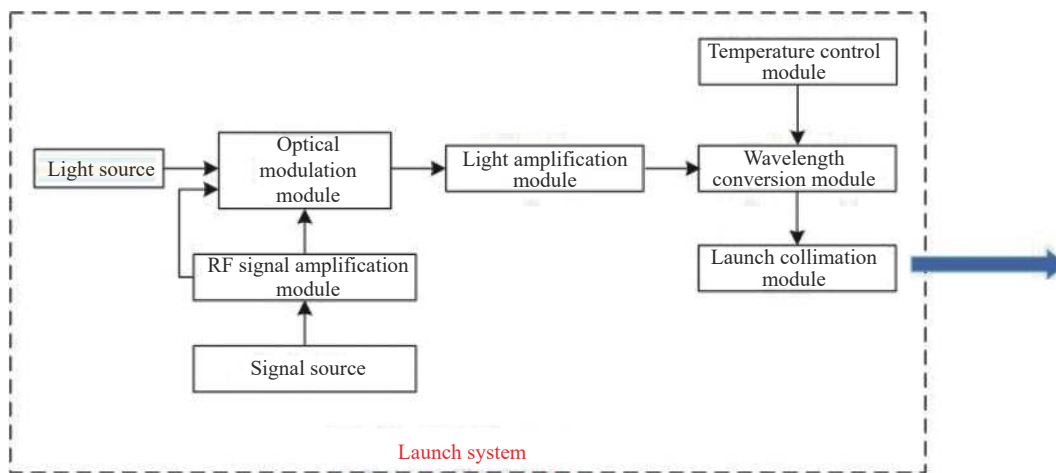 Temperature control
module
Light source
Optical
modulation
module
Light amplification
module
Wavelength
conversion module
RF signal amplification
module
Launch collimation
module
Signal source
Launch system